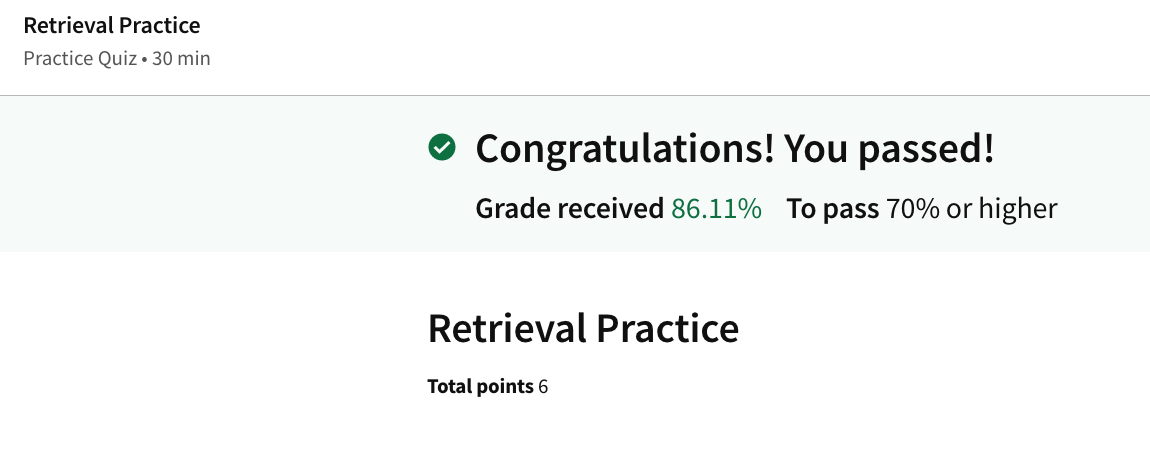 Retrieval Practice
Practice Quiz • 30 min
Congratulations! You passed!
Grade received 86.11% To pass 70% or higher
Retrieval Practice
Total points 6